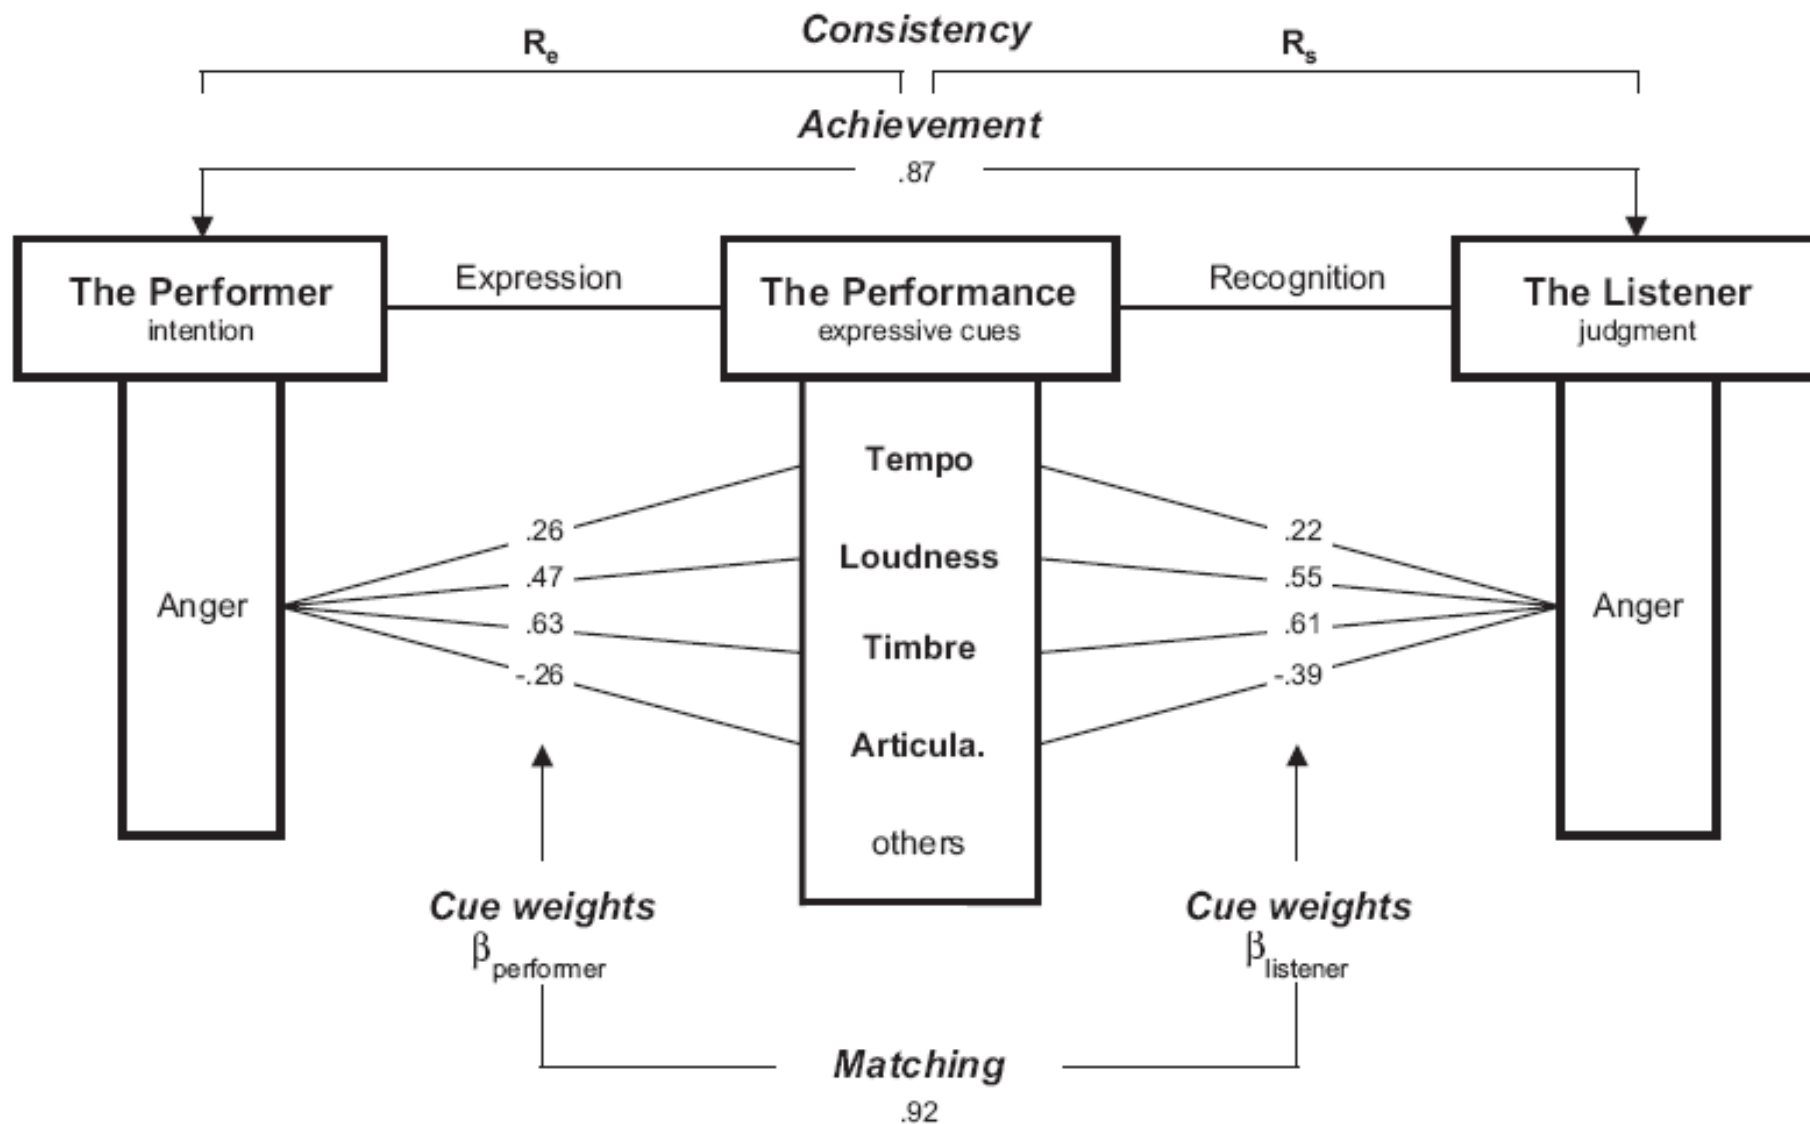 Consistency
Re
Rs
Achievement
.87
The Performer
intention
Expression
The Performance
expressive cues
Recognition
The Listener
judgment
Anger
.26
.47
.63
-.26
Tempo
Loudness
Timbre
Articula.
others
.22
.55
.61
-.39
Anger
Cue weights
βperformer
Cue weights
βlistener
Matching
.92